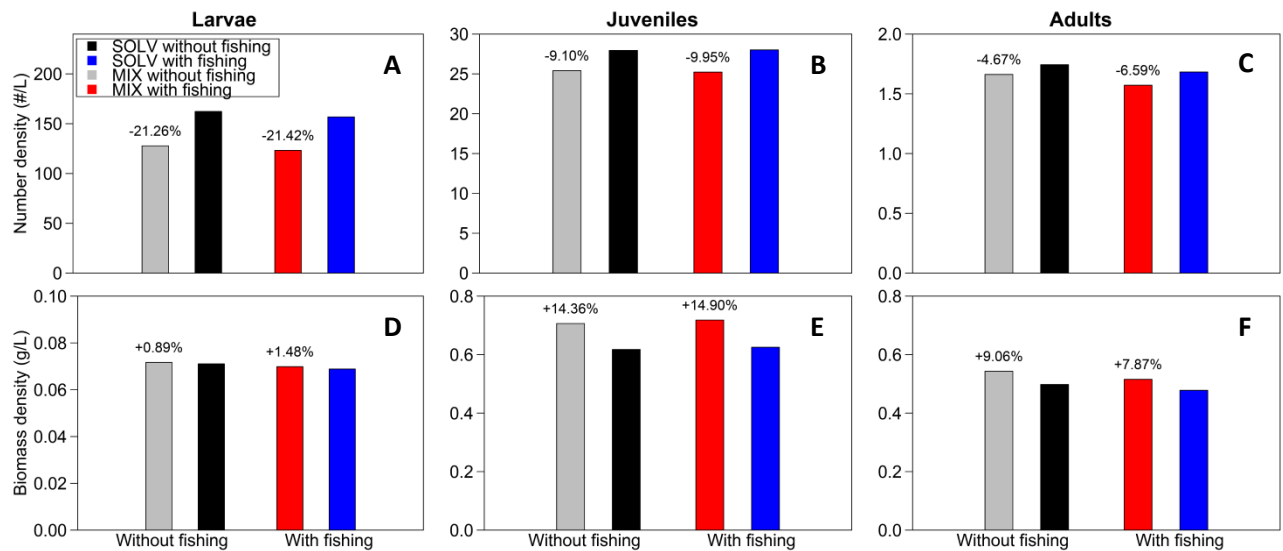 Larvae
Juveniles
Adults
SOLV without fishing
SOLV with fishing
MIX without fishing
MIX with fishing
A
B
C
Number density (#/L)
0
50
100
150
200
-21.26%
-21.42%
0
5
10
15
20
25
30
-9.10%
-9.95%
0.0
0.5
1.0
1.5
2.0
-4.67%
-6.59%
D
E
F
Biomass density (g/L)
0.00
0.02
0.04
0.06
0.08
0.10
+0.89%
+1.48%
0.0
0.2
0.4
0.6
0.8
+14.36%
+14.90%
0.0
0.2
0.4
0.6
0.8
+9.06%
+7.87%
Without fishing
With fishing
Without fishing
With fishing
Without fishing
With fishing